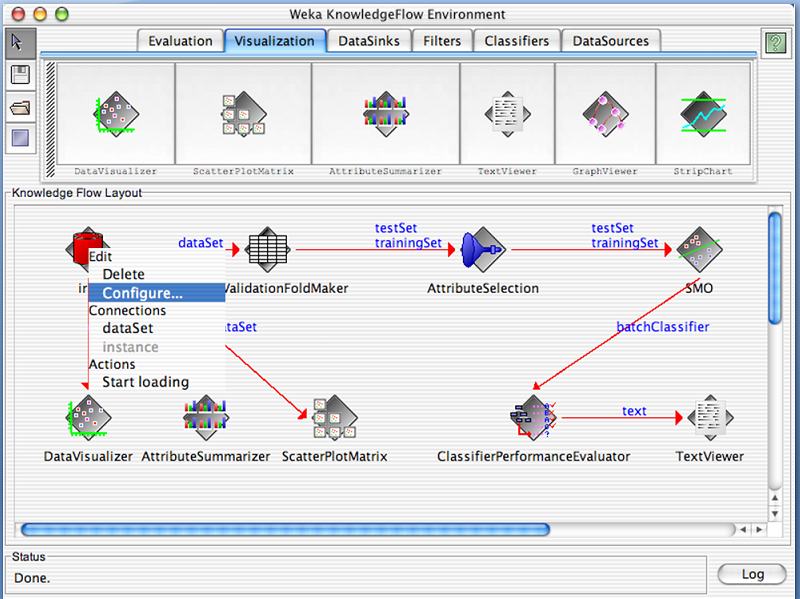 Weka KnowledgeFlow Environment
Evaluation
Visualization
DataSinks
Filters
Classifiers
DataSources
?
DataVisualizer
ScatterPlotMatrix
AttributeSummarizer
TextViewer
GraphViewer
StripChart
Knowledge Flow Layout
dataSet
testSet
trainingSet
testSet
trainingSet
Edit
Delete
Configure...
Connections
dataSet
instance
Actions
Start loading
in
ValidationFoldMaker
AttributeSelection
SMO
taSet
batchClassifier
text
DataVisualizer
AttributeSummarizer
ScatterPlotMatrix
ClassifierPerformanceEvaluator
TextViewer
Status
Done.
Log